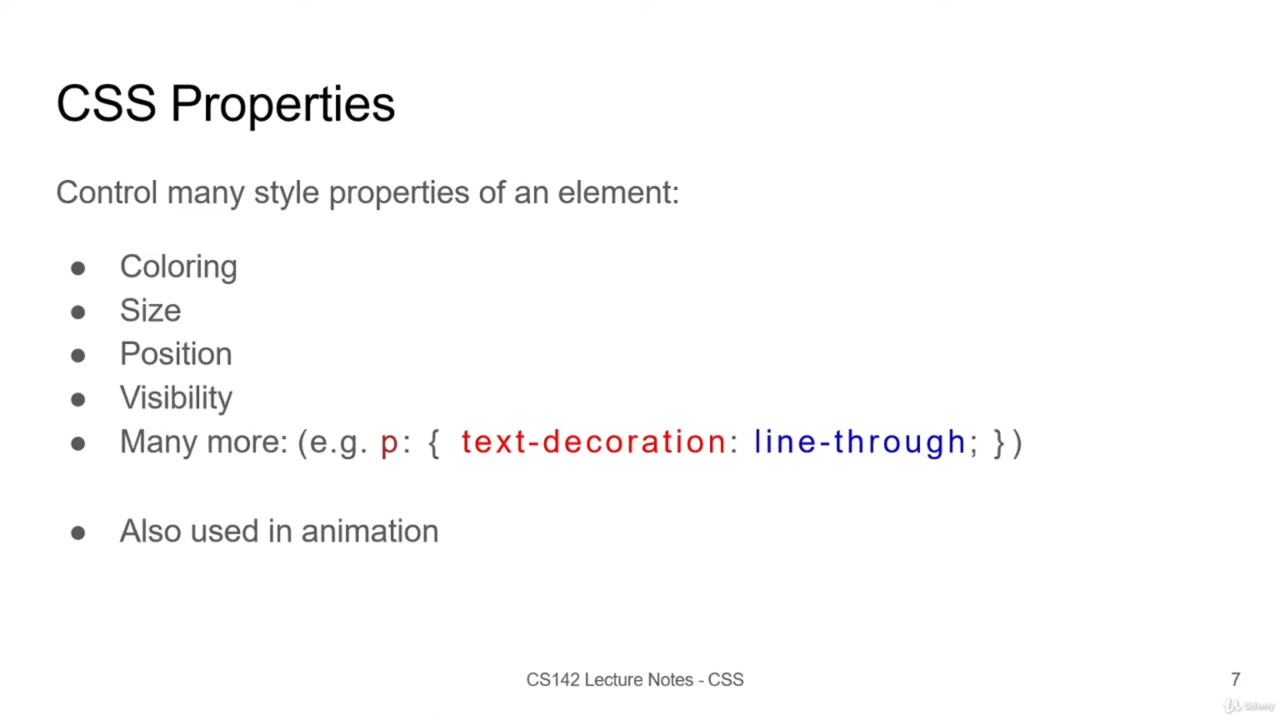 CSS Properties
Control many style properties of an element:
● Coloring
● Size
● Position
● Visibility
● Many more: (e.g. p: { text-decoration: line-through; })
● Also used in animation
CS142 Lecture Notes - CSS
7
Udemy